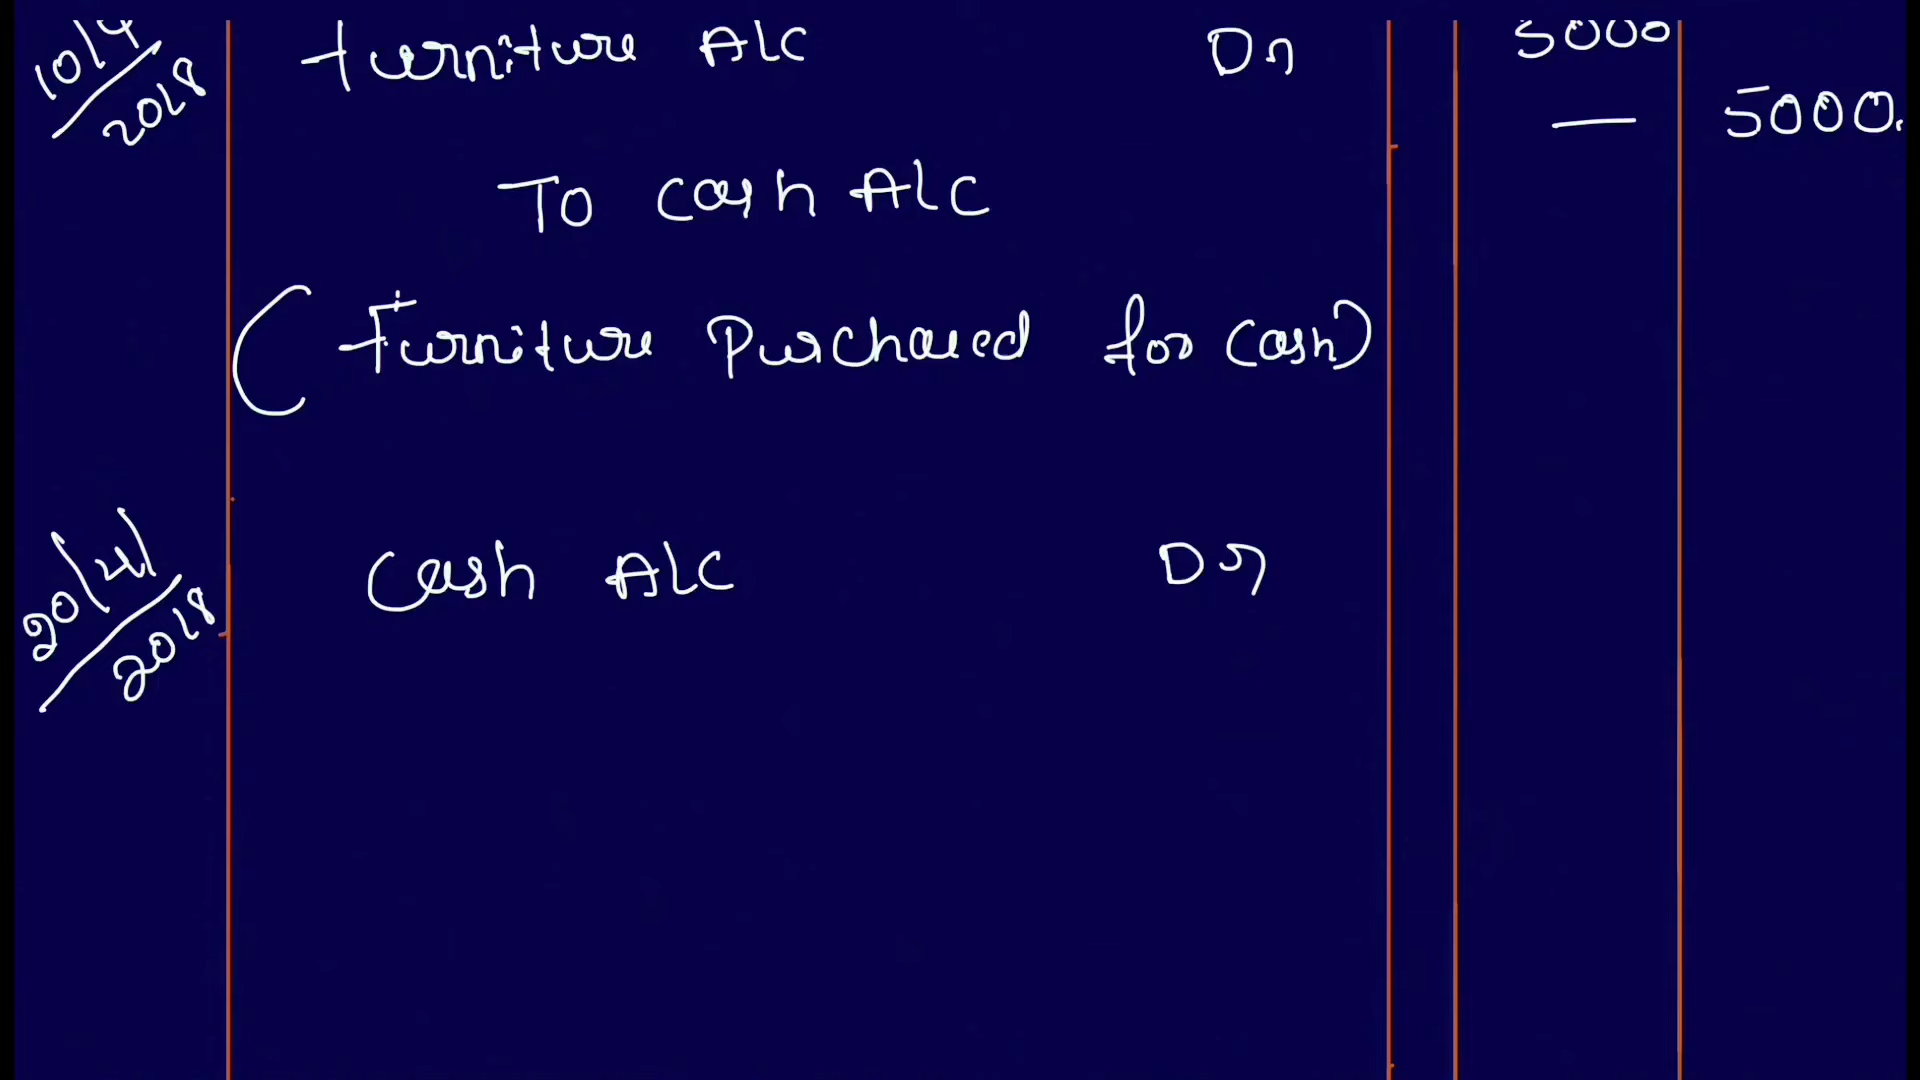 10/4/2018 Furniture A/C Dr 5000
— 5000.
To cash A/C
(Furniture Purchased for cash)
20/4/2018 Cash A/C Dr